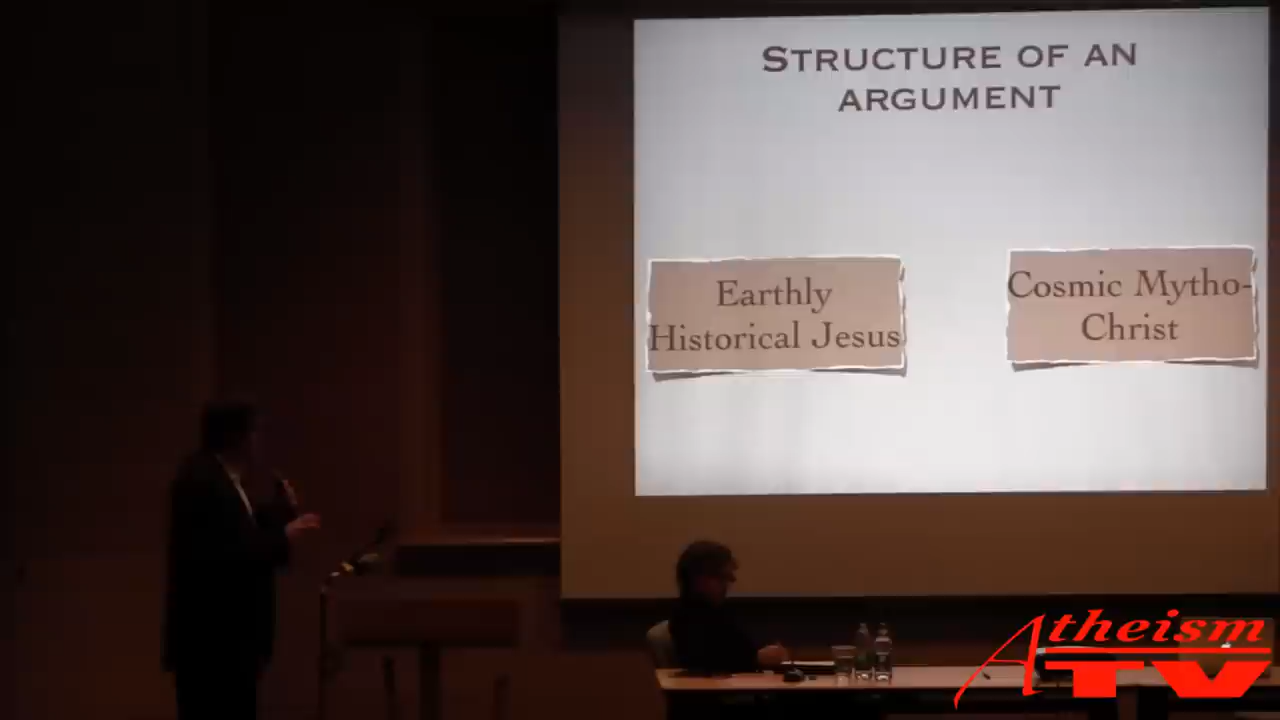 STRUCTURE OF AN
ARGUMENT
Earthly
Historical Jesus
Cosmic Mytho-
Christ
Atheism
TV